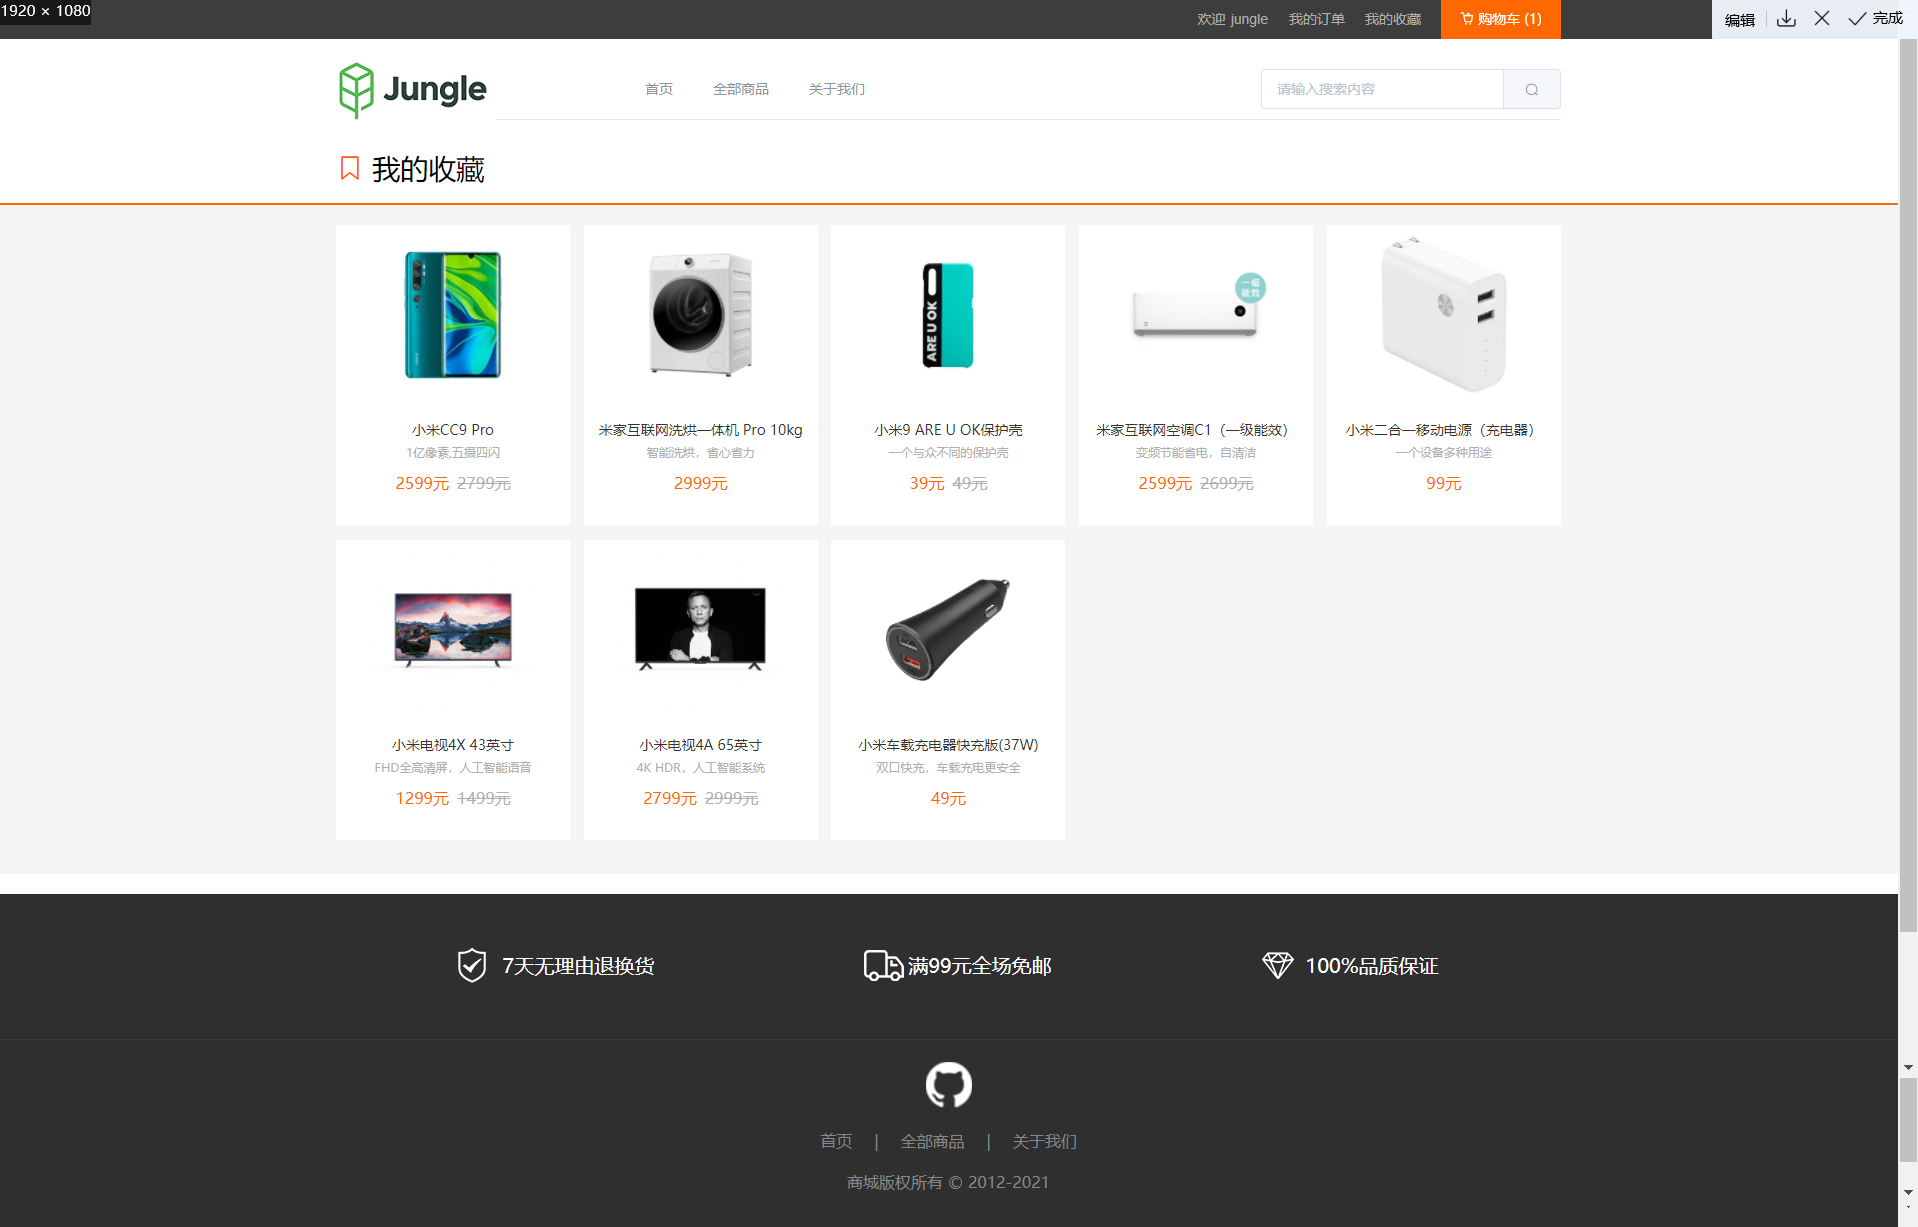 1920 × 1080
欢迎 jungle 我的订单 我的收藏 购物车 (1) 编辑 完成
Jungle 首页 全部商品 关于我们 请输入搜索内容
我的收藏
一级
能效
ARE U OK
小米CC9 Pro
1亿像素,五摄四闪
2599元 2799元
米家互联网洗烘一体机 Pro 10kg
智能洗烘，省心省力
2999元
小米9 ARE U OK保护壳
一个与众不同的保护壳
39元 49元
米家互联网空调C1（一级能效）
变频节能省电，自清洁
2599元 2699元
小米二合一移动电源（充电器）
一个设备多种用途
99元
小米电视4X 43英寸
FHD全高清屏，人工智能语音
1299元 1499元
小米电视4A 65英寸
4K HDR，人工智能系统
2799元 2999元
小米车载充电器快充版(37W)
双口快充，车载充电更安全
49元
7天无理由退换货 满99元全场免邮 100%品质保证
首页 | 全部商品 | 关于我们
商城版权所有 © 2012-2021